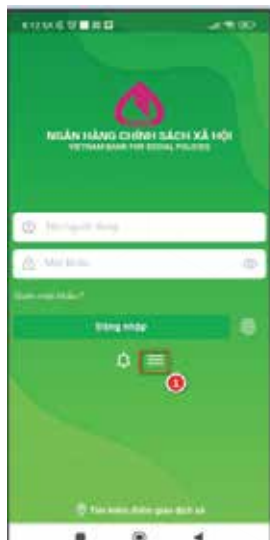 NGÂN HÀNG CHÍNH SÁCH XÃ HỘI
VIETNAM BANK FOR SOCIAL POLICIES
Tên người dùng
Mật khẩu
Quên mật khẩu?
Đăng nhập
1
Tìm kiếm điểm giao dịch xã